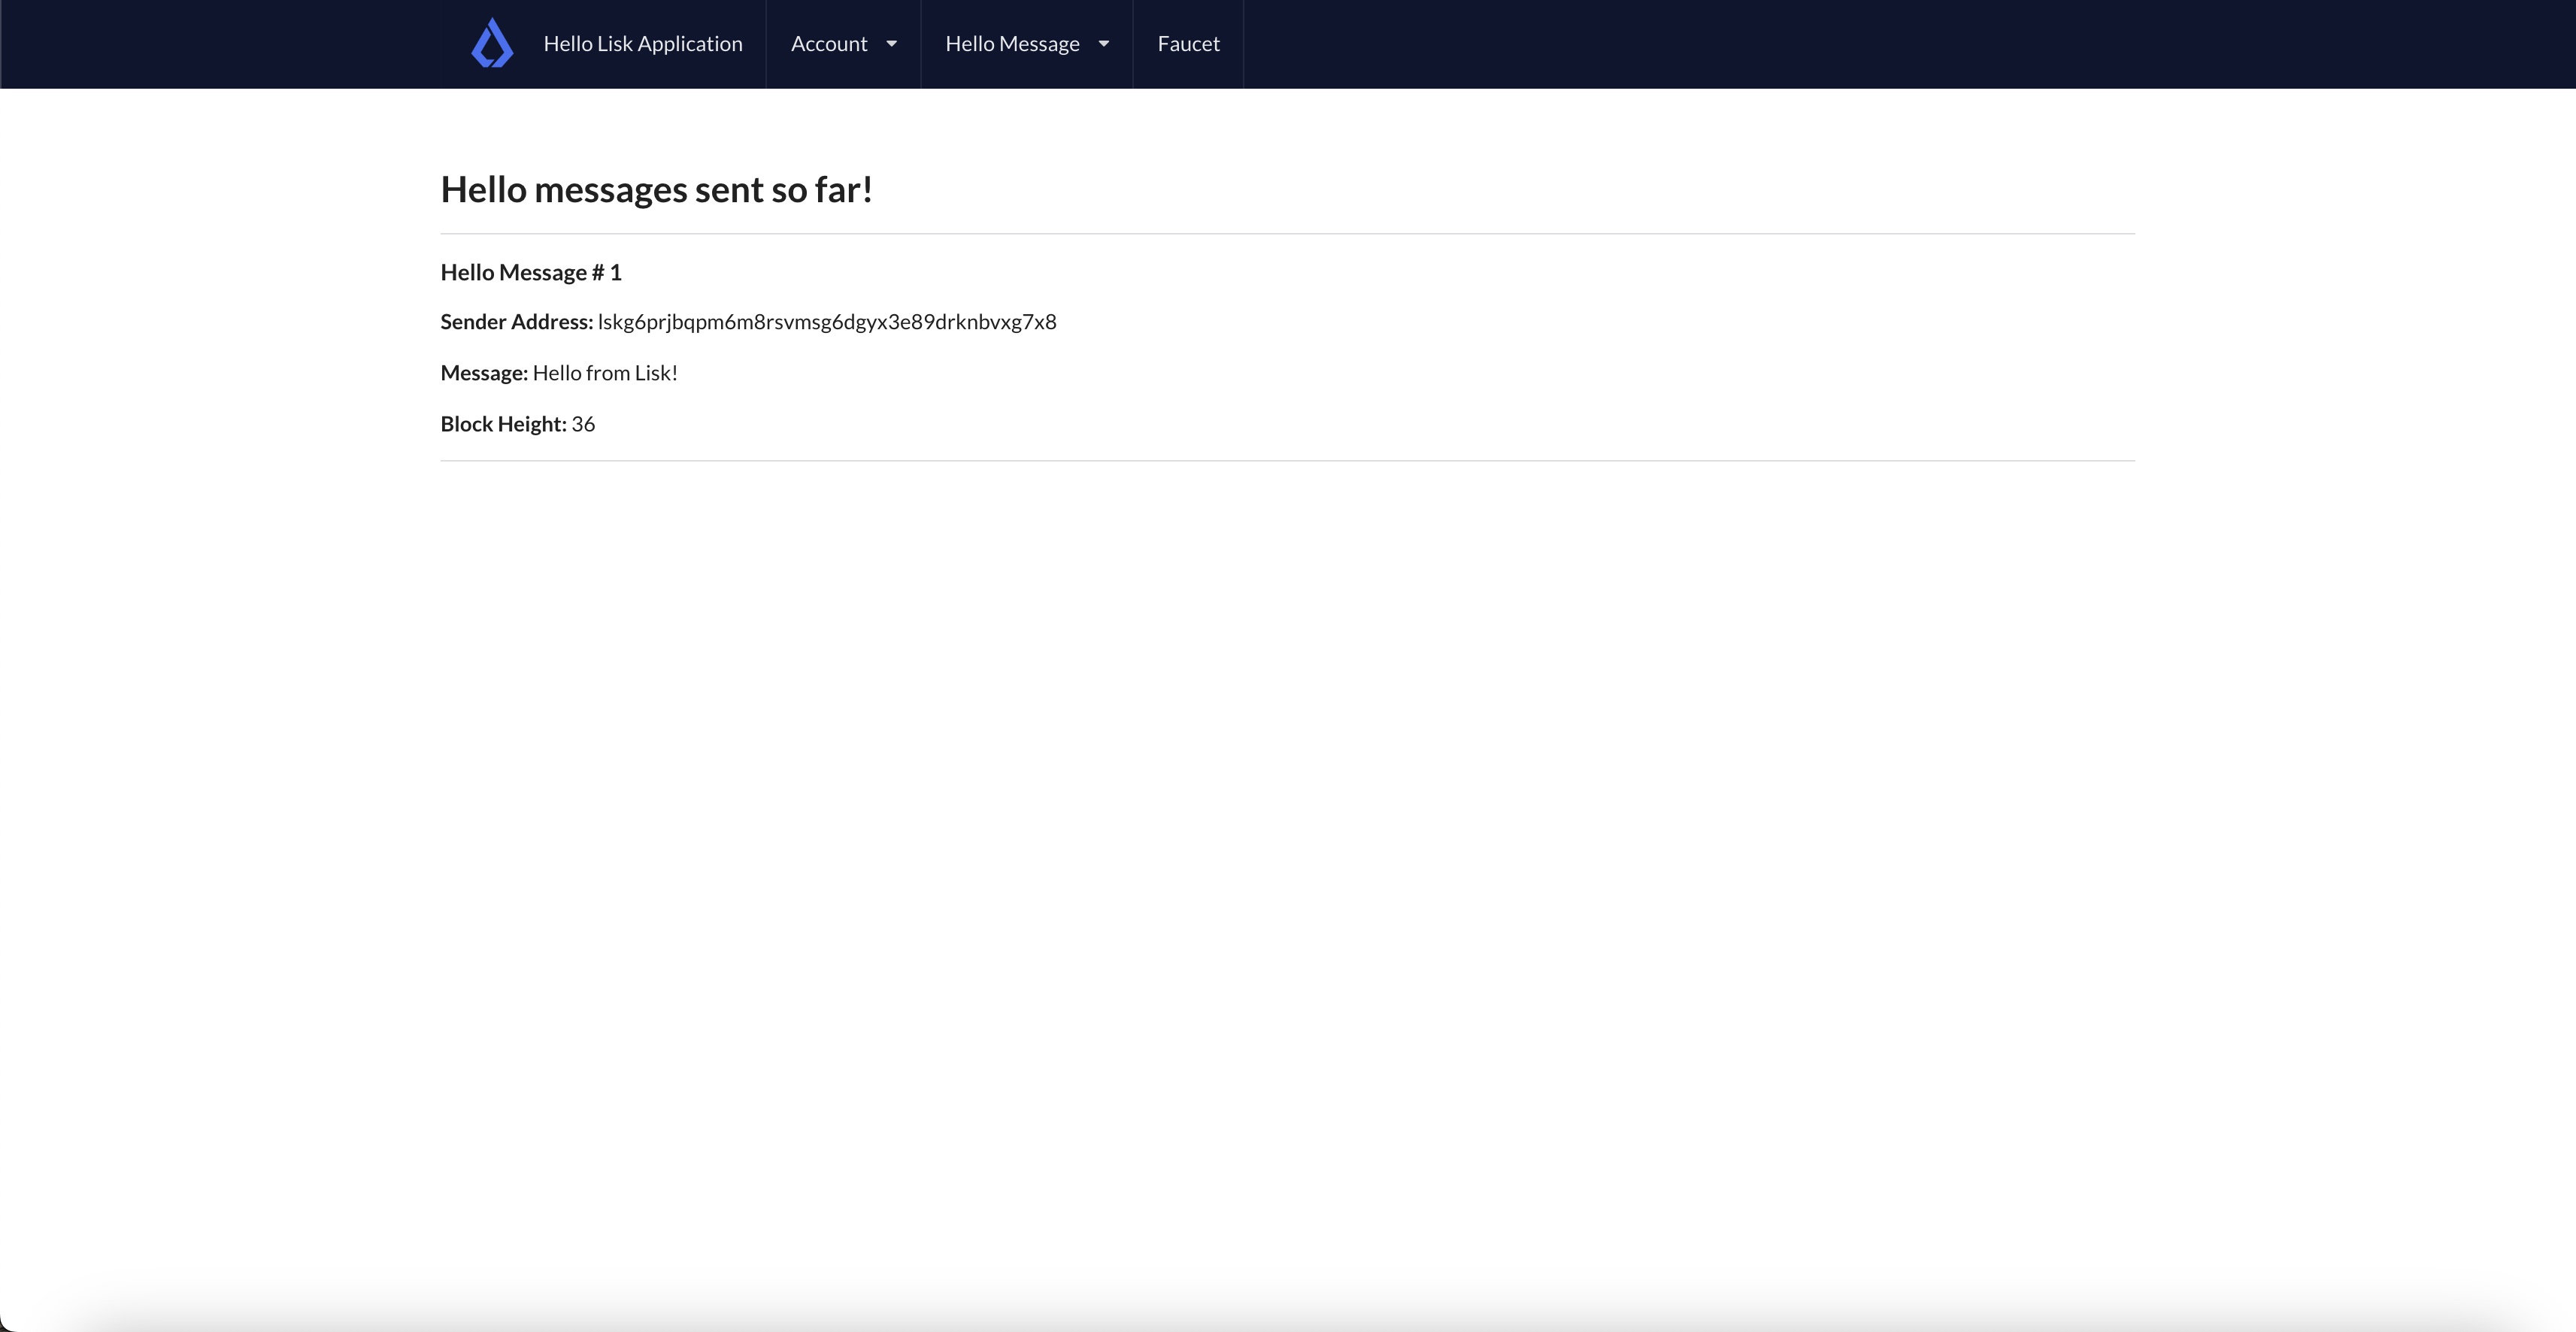 Hello Lisk Application Account Hello Message Faucet
Hello messages sent so far!
Hello Message # 1
Sender Address: lskg6prjbqpm6m8rsvmsg6dgyx3e89drknbvxg7x8
Message: Hello from Lisk!
Block Height: 36